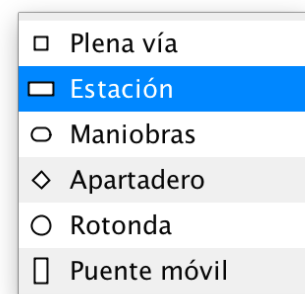 Plena vía
Estación
Maniobras
Apartadero
Rotonda
Puente móvil